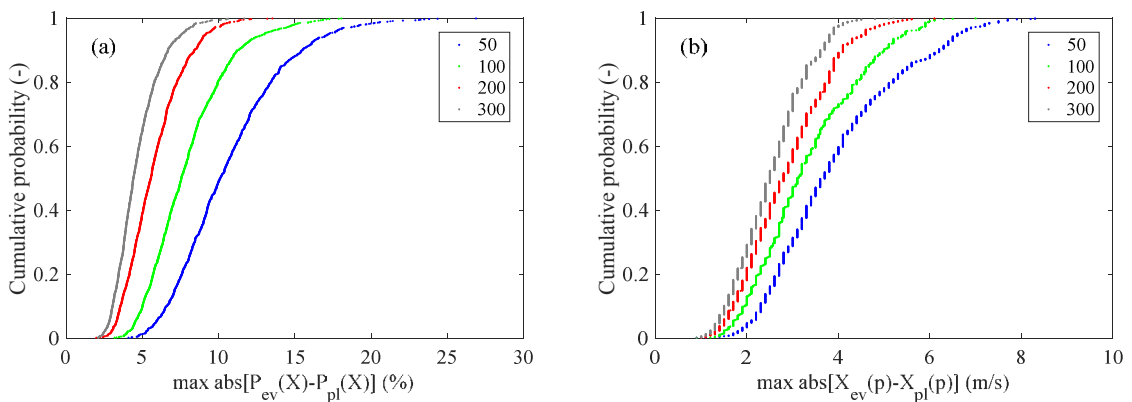 (a)
50
100
200
300
1
0.8
0.6
0.4
0.2
0
Cumulative probability (-)
0 5 10 15 20 25 30
max abs[P_ev(X)-P_pl(X)] (%)
(b)
50
100
200
300
1
0.8
0.6
0.4
0.2
0
Cumulative probability (-)
0 2 4 6 8 10
max abs[X_ev(p)-X_pl(p)] (m/s)